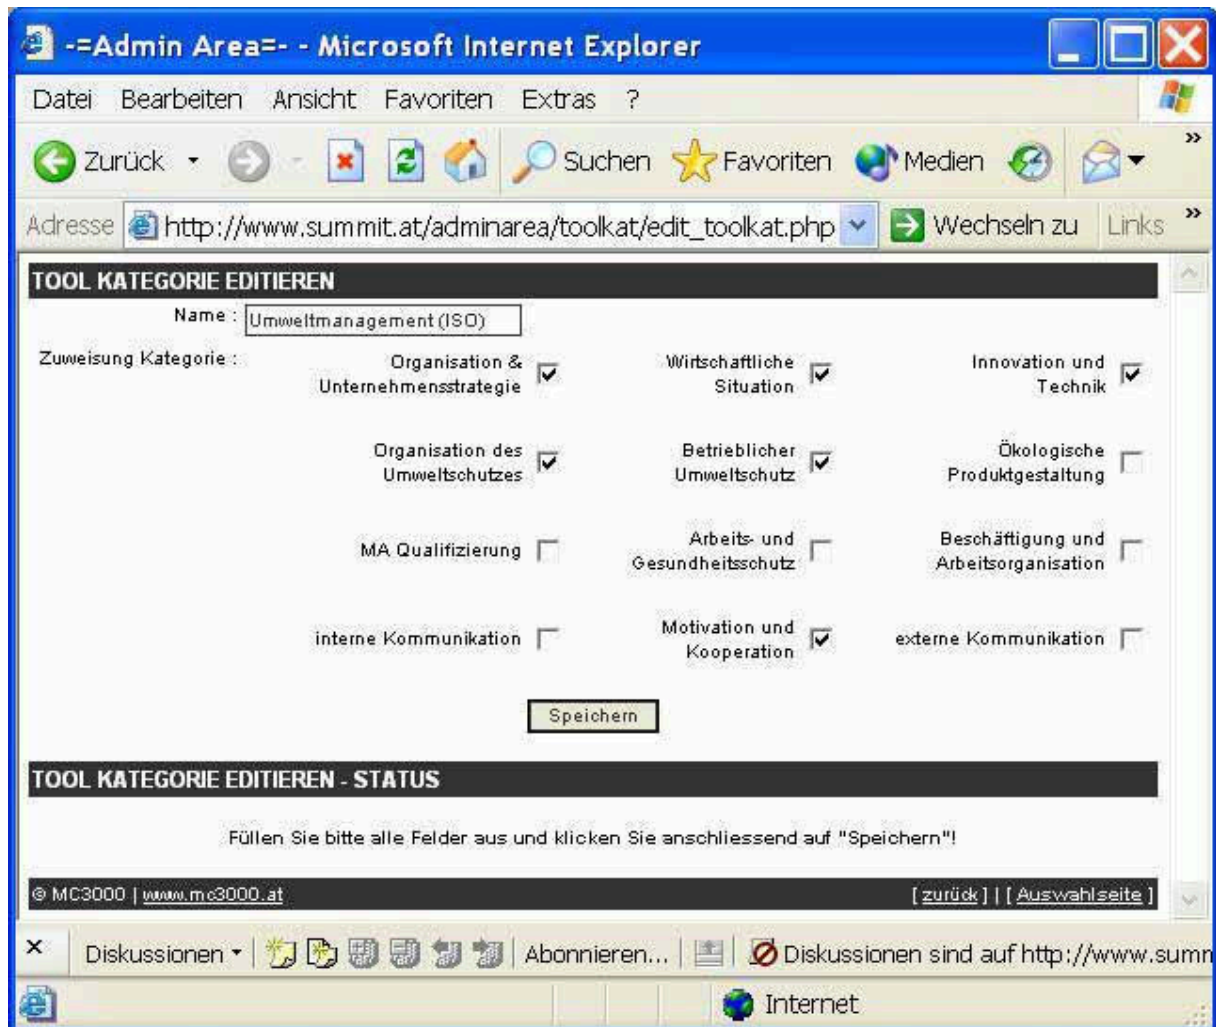 -=Admin Area=- - Microsoft Internet Explorer
Datei Bearbeiten Ansicht Favoriten Extras ?
Zurück Suchen Favoriten Medien »
Adresse http://www.summit.at/adminarea/toolkat/edit_toolkat.php Wechseln zu Links »
TOOL KATEGORIE EDITIEREN
Name : Umweltmanagement (ISO)
Zuweisung Kategorie :
Organisation &
Unternehmensstrategie
Wirtschaftliche
Situation
Innovation und
Technik
Organisation des
Umweltschutzes
Betrieblicher
Umweltschutz
Ökologische
Produktgestaltung
MA Qualifizierung
Arbeits- und
Gesundheitsschutz
Beschäftigung und
Arbeitsorganisation
interne Kommunikation
Motivation und
Kooperation
externe Kommunikation
Speichern
TOOL KATEGORIE EDITIEREN - STATUS
Füllen Sie bitte alle Felder aus und klicken Sie anschliessend auf "Speichern"!
© MC3000 | www.mc3000.at [ zurück ] | [ Auswahlseite ]
x Diskussionen Abonnieren... Diskussionen sind auf http://www.summ
Internet